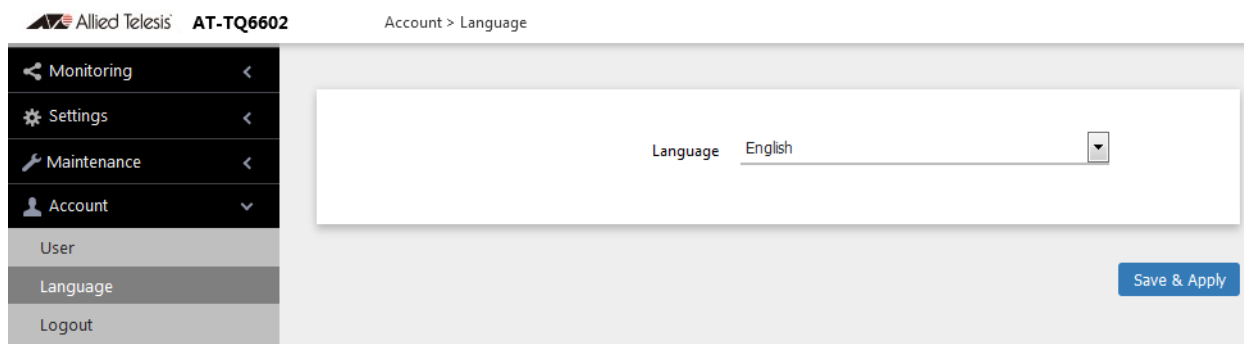 Allied Telesis AT-TQ6602 Account > Language
Monitoring
Settings
Maintenance
Account
User
Language
Logout
Language English
Save & Apply